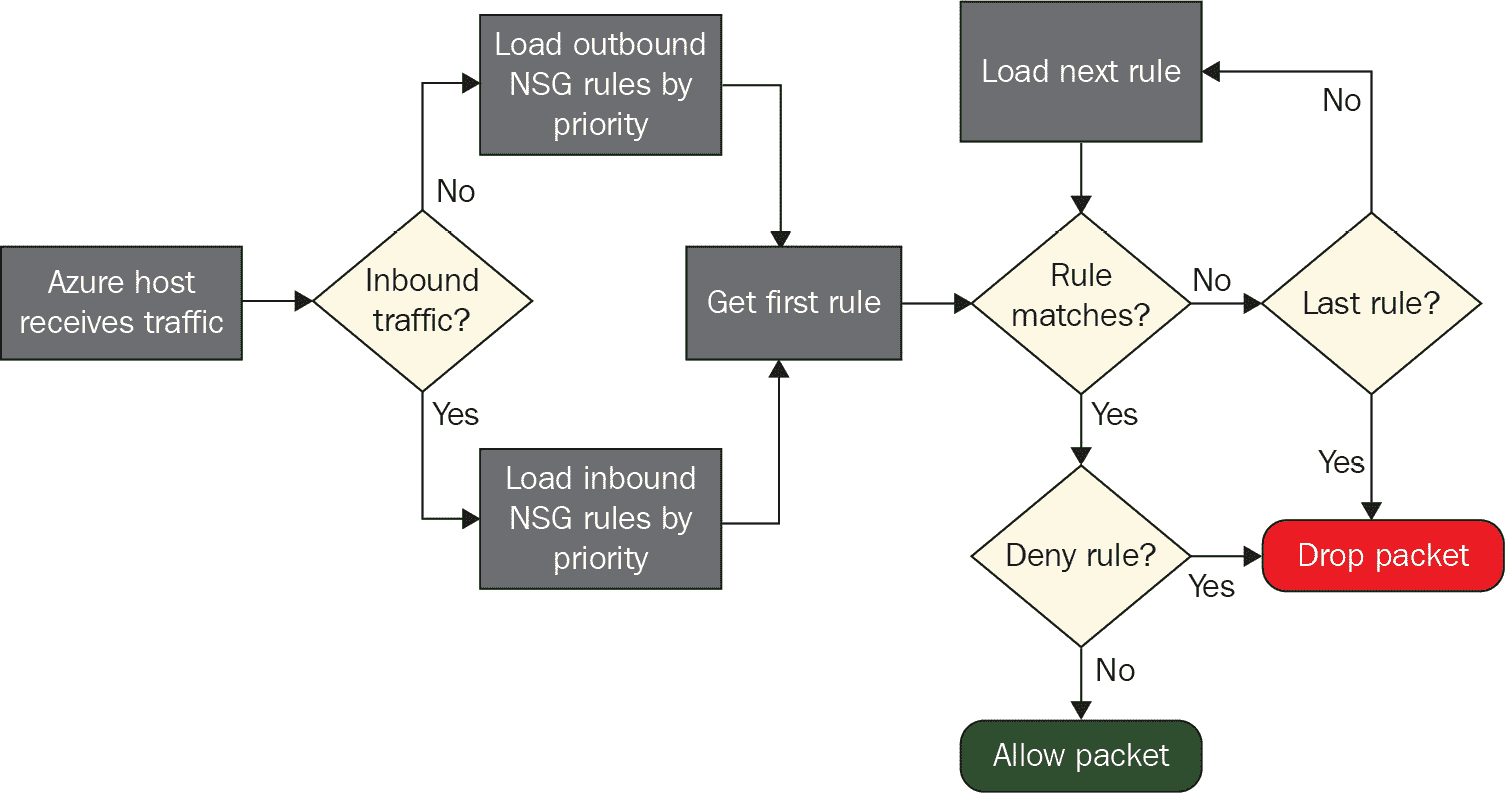 Azure host
receives traffic
Inbound
traffic?
No
Load outbound
NSG rules by
priority
Yes
Load inbound
NSG rules by
priority
Get first rule
Rule
matches?
No
Last rule?
No
Load next rule
Yes
Drop packet
Yes
Deny rule?
Yes
No
Allow packet